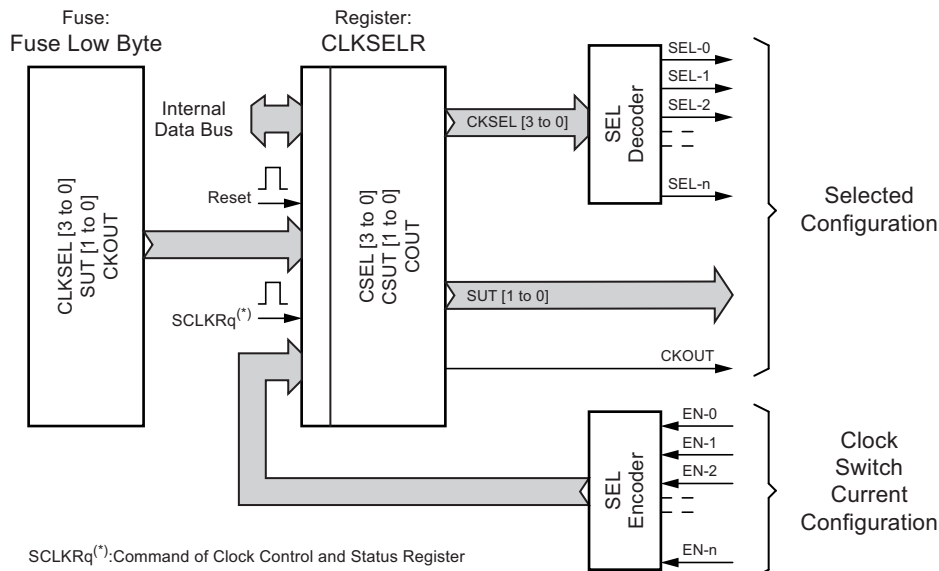 Fuse:
Fuse Low Byte
Register:
CLKSELR
Internal
Data Bus
Reset
SCLKRq(*)
CLKSEL [3 to 0]
SUT [1 to 0]
CKOUT
CSEL [3 to 0]
CSUT [1 to 0]
COUT
CKSEL [3 to 0]
SUT [1 to 0]
CKOUT
SEL
Decoder
SEL-0
SEL-1
SEL-2
SEL-n
Selected
Configuration
SEL
Encoder
EN-0
EN-1
EN-2
EN-n
Clock
Switch
Current
Configuration
SCLKRq(*):Command of Clock Control and Status Register